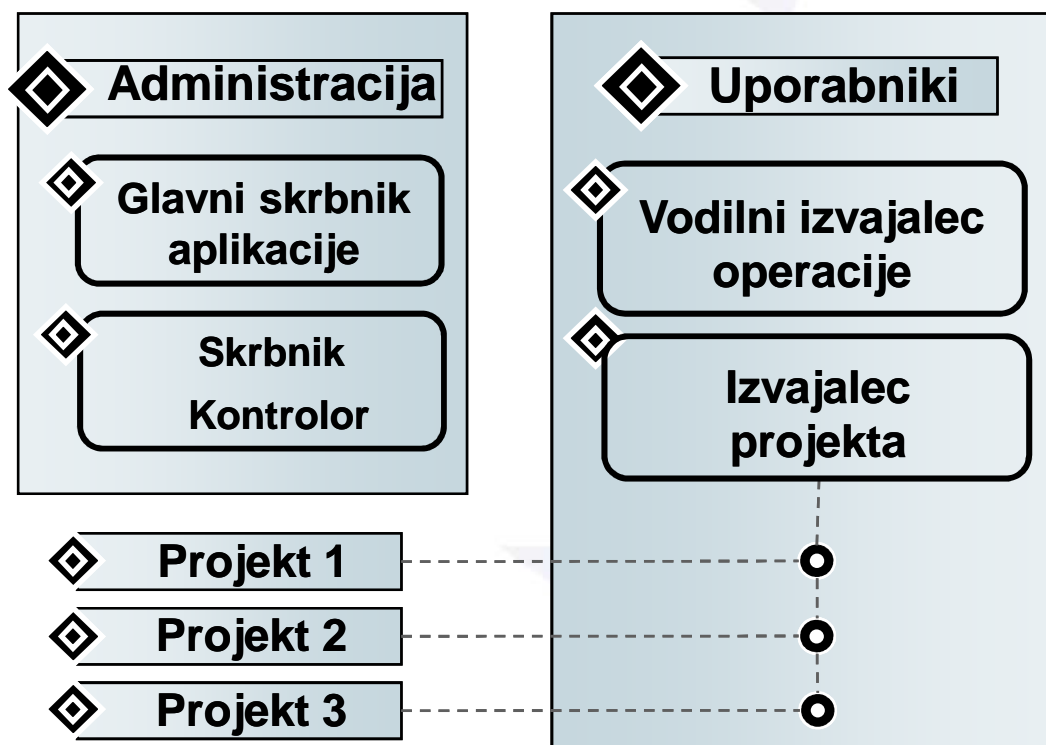 Administracija
Glavni skrbnik
aplikacije
Skrbnik
Kontrolor
Uporabniki
Vodilni izvajalec
operacije
Izvajalec
projekta
Projekt 1
Projekt 2
Projekt 3